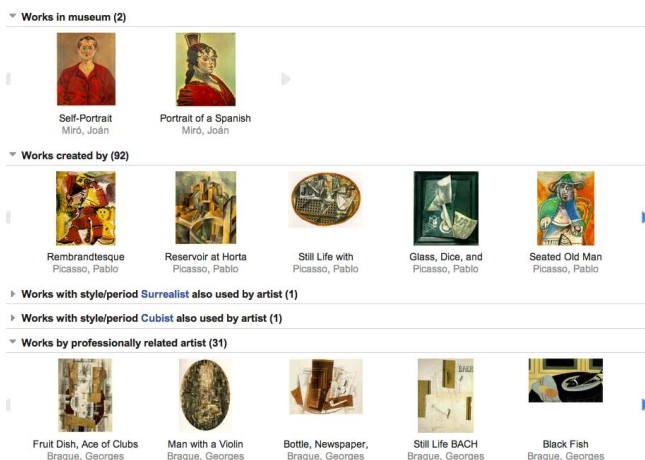 Works in museum (2)
Self-Portrait
Miró, Joán
Portrait of a Spanish
Miró, Joán
Works created by (92)
Rembrandtesque
Picasso, Pablo
Reservoir at Horta
Picasso, Pablo
Still Life with
Picasso, Pablo
Glass, Dice, and
Picasso, Pablo
Seated Old Man
Picasso, Pablo
Works with style/period Surrealist also used by artist (1)
Works with style/period Cubist also used by artist (1)
Works by professionally related artist (31)
BACH
Fruit Dish, Ace of Clubs
Braque, Georges
Man with a Violin
Braque, Georges
Bottle, Newspaper,
Braque, Georges
Still Life BACH
Braque, Georges
Black Fish
Braque, Georges